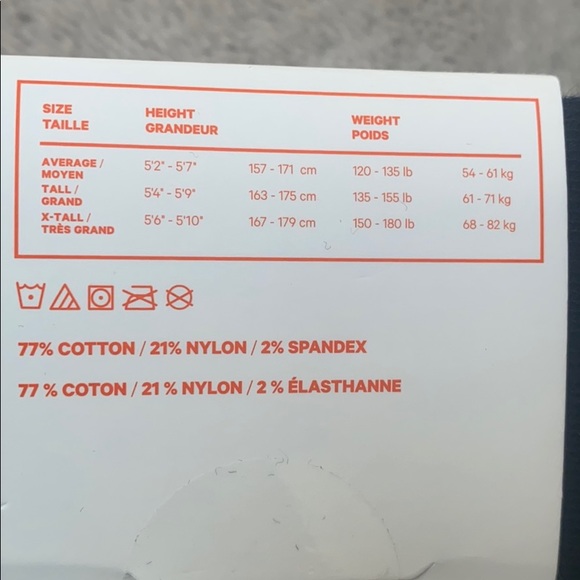 SIZE HEIGHT WEIGHT
TAILLE GRANDEUR POIDS
AVERAGE / 5'2" - 5'7" 157 - 171 cm 120 - 135 lb 54 - 61 kg
MOYEN
TALL / 5'4" - 5'9" 163 - 175 cm 135 - 155 lb 61 - 71 kg
GRAND
X-TALL / 5'6" - 5'10" 167 - 179 cm 150 - 180 lb 68 - 82 kg
TRÈS GRAND
77% COTTON / 21% NYLON / 2% SPANDEX
77 % COTON / 21 % NYLON / 2 % ÉLASTHANNE